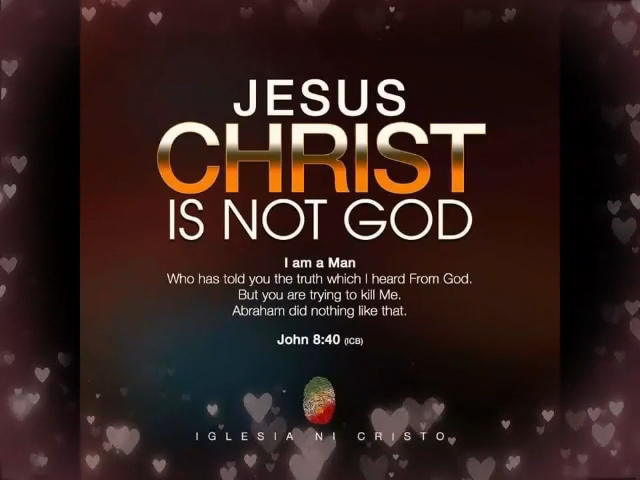 JESUS
CHRIST
IS NOT GOD
I am a Man
Who has told you the truth which I heard From God.
But you are trying to kill Me.
Abraham did nothing like that.
John 8:40 (ICB)
IGLESIA NI CRISTO